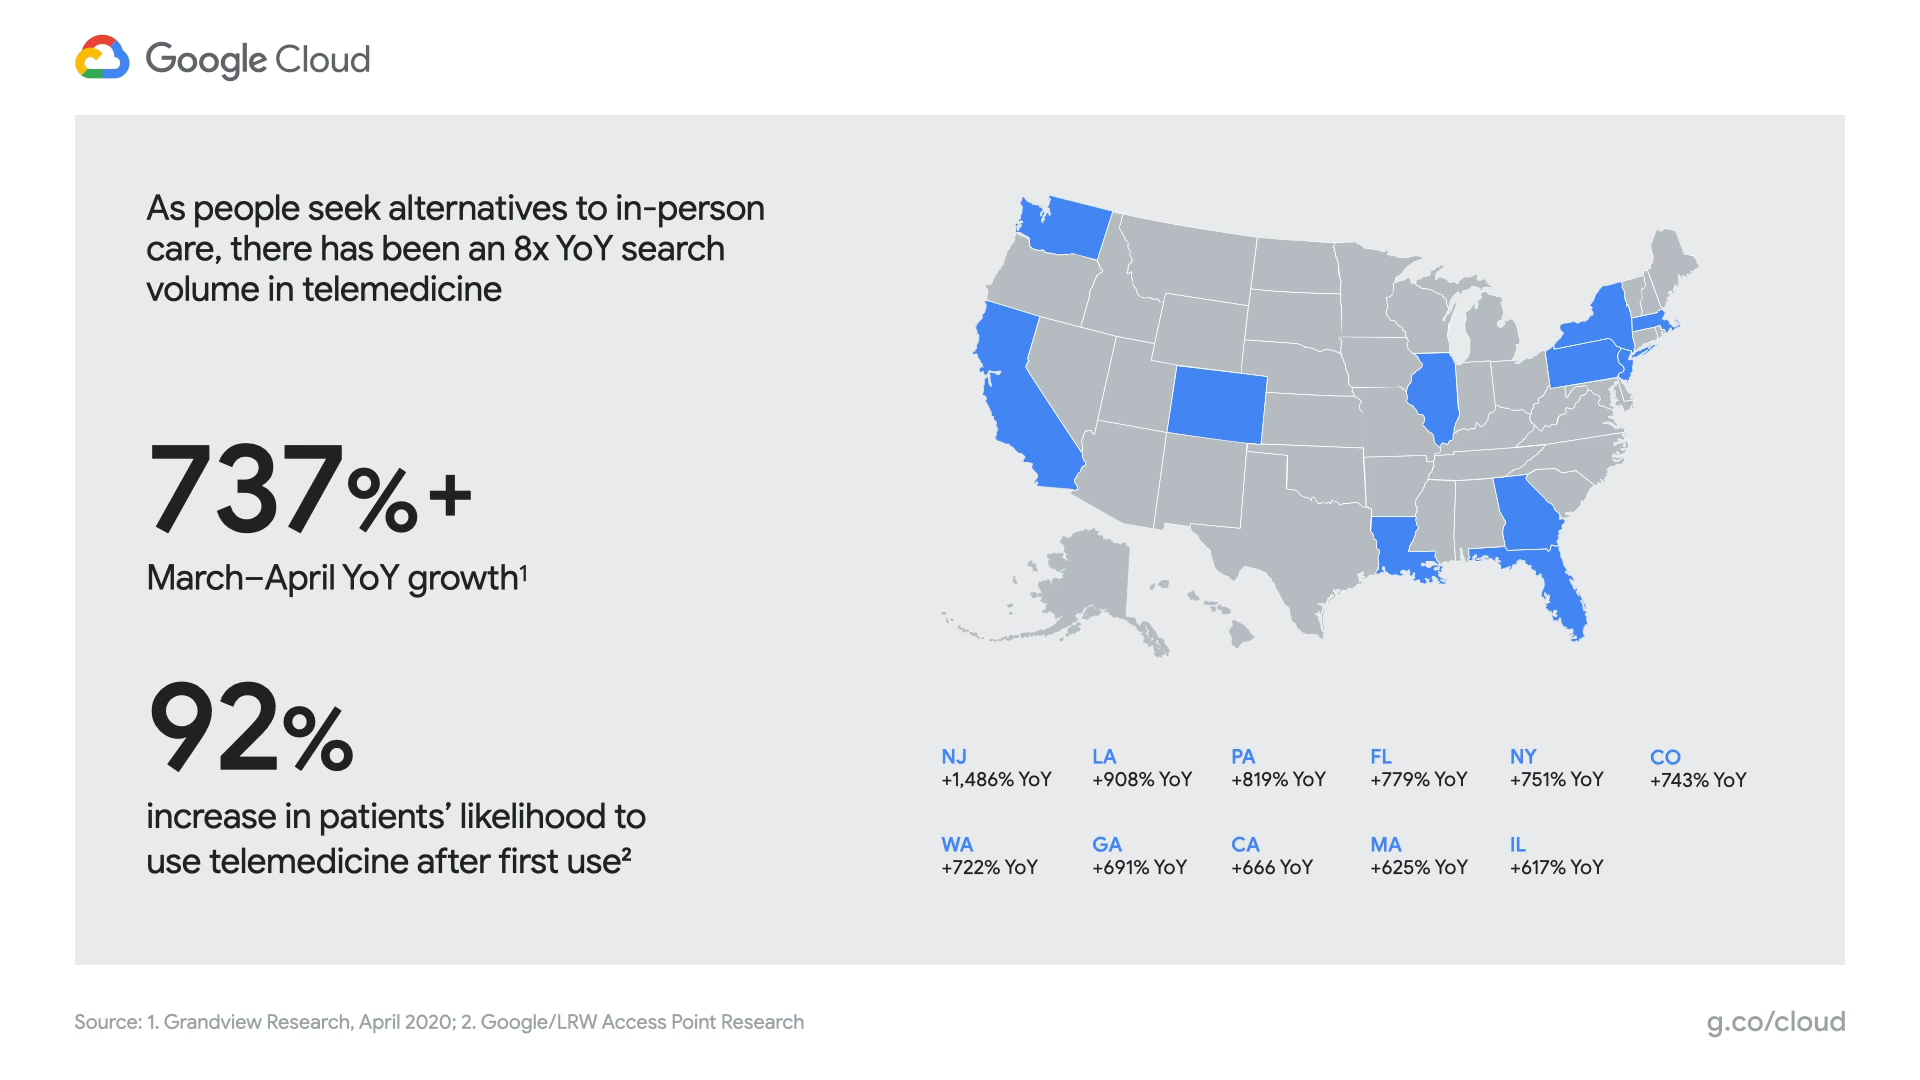 Google Cloud
As people seek alternatives to in-person
care, there has been an 8x YoY search
volume in telemedicine
737%+
March–April YoY growth¹
92%
increase in patients’ likelihood to
use telemedicine after first use²
NJ
+1,486% YoY
LA
+908% YoY
PA
+819% YoY
FL
+779% YoY
NY
+751% YoY
CO
+743% YoY
WA
+722% YoY
GA
+691% YoY
CA
+666 YoY
MA
+625% YoY
IL
+617% YoY
Source: 1. Grandview Research, April 2020; 2. Google/LRW Access Point Research
g.co/cloud